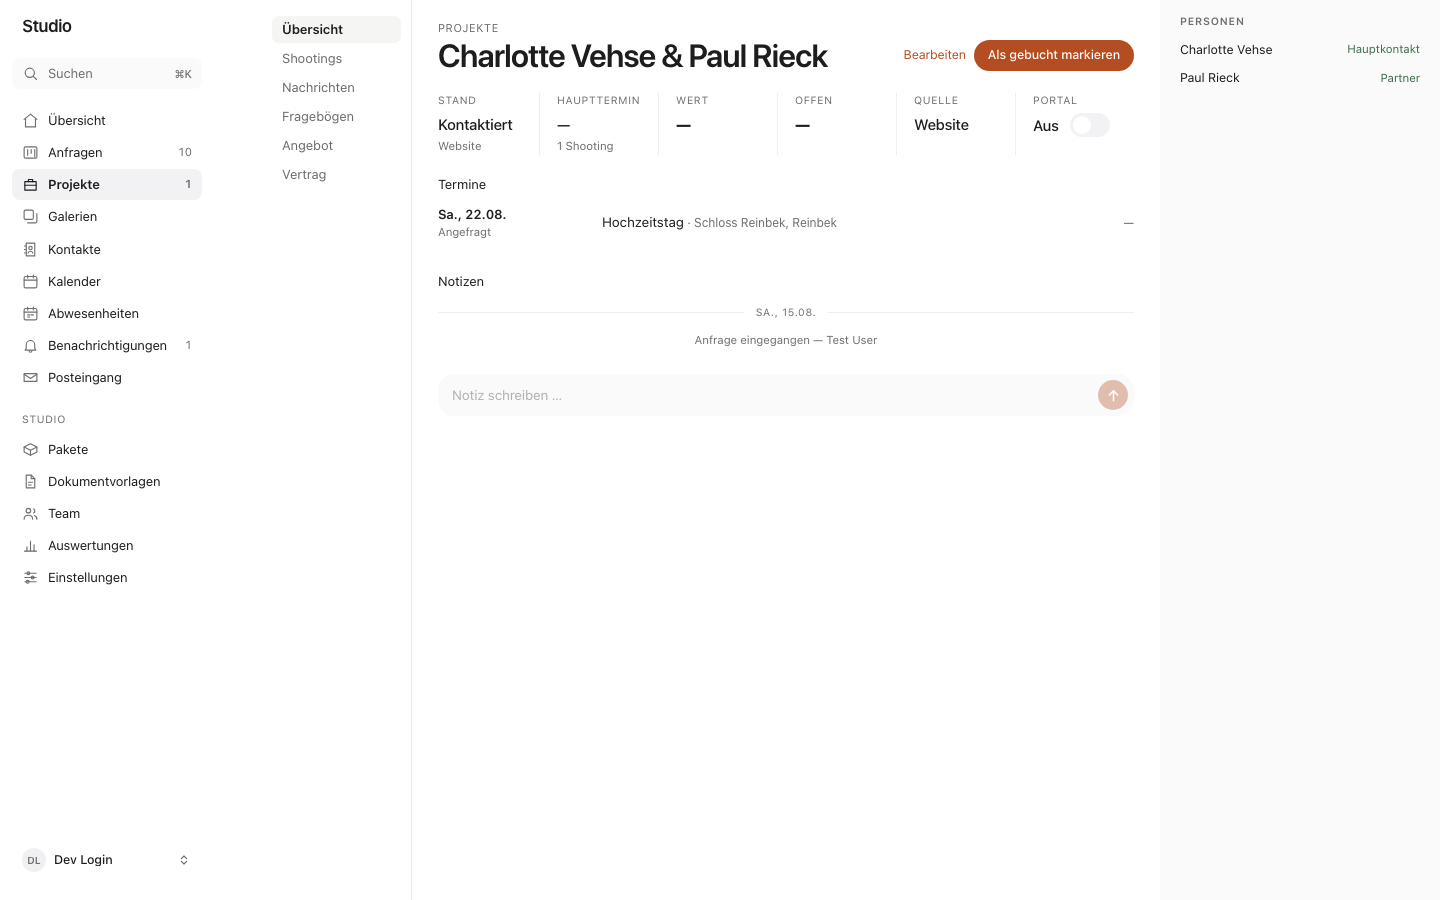 Studio
Suchen ⌘K
Übersicht
Anfragen 10
Projekte 1
Galerien
Kontakte
Kalender
Abwesenheiten
Benachrichtigungen 1
Posteingang
STUDIO
Pakete
Dokumentvorlagen
Team
Auswertungen
Einstellungen
DL Dev Login
Übersicht
Shootings
Nachrichten
Fragebögen
Angebot
Vertrag
PROJEKTE
Charlotte Vehse & Paul Rieck
Bearbeiten Als gebucht markieren
STAND HAUPTTERMIN WERT OFFEN QUELLE PORTAL
Kontaktiert — — — Website Aus
Website 1 Shooting
Termine
Sa., 22.08.
Angefragt
Hochzeitstag · Schloss Reinbek, Reinbek —
Notizen
SA., 15.08.
Anfrage eingegangen — Test User
Notiz schreiben ...
PERSONEN
Charlotte Vehse Hauptkontakt
Paul Rieck Partner